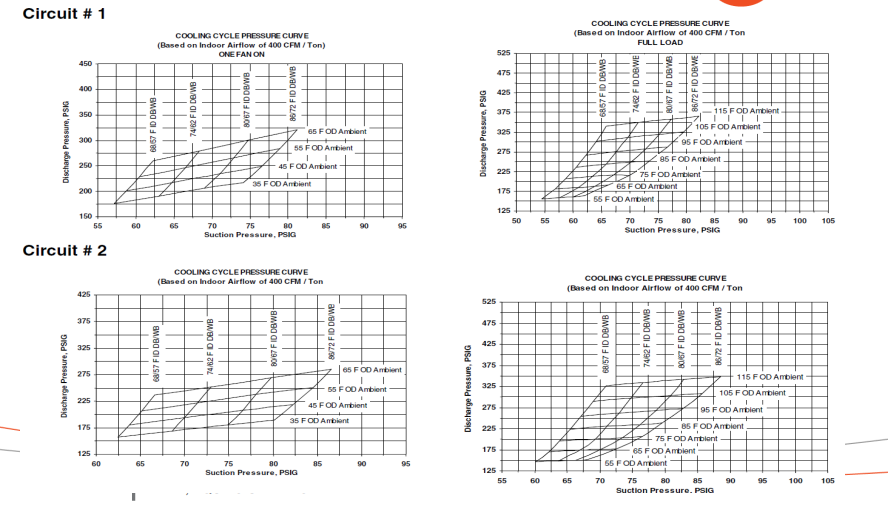 Circuit # 1
COOLING CYCLE PRESSURE CURVE
(Based on Indoor Airflow of 400 CFM / Ton)
ONE FAN ON
Discharge Pressure, PSIG
450
400
350
300
250
200
150
68/57 F ID DB/WB
74/62 F ID DB/WB
80/67 F ID DB/WB
86/72 F ID DB/WB
65 F OD Ambient
55 F OD Ambient
45 F OD Ambient
35 F OD Ambient
55 60 65 70 75 80 85 90 95
Suction Pressure, PSIG
COOLING CYCLE PRESSURE CURVE
(Based on Indoor Airflow of 400 CFM / Ton
FULL LOAD
Discharge Pressure, PSIG
525
475
425
375
325
275
225
175
125
68/57 F ID DB/WB
74/62 F ID DB/WE
80/67 F ID DB/WB
86/72 F ID DB/WE
115 F OD Ambient
105 F OD Ambient
95 F OD Ambient
85 F OD Ambient
75 F OD Ambient
65 F OD Ambient
55 F OD Ambient
50 55 60 65 70 75 80 85 90 95 100 105
Suction Pressure, PSIG
Circuit # 2
COOLING CYCLE PRESSURE CURVE
(Based on Indoor Airflow of 400 CFM / Ton
Discharge Pressure, PSIG
425
375
325
275
225
175
125
68/57 F ID DB/WB
74/62 F ID DB/WB
80/67 F ID DB/WB
86/72 F ID DB/WB
65 F OD Ambient
55 F OD Ambient
45 F OD Ambient
35 F OD Ambient
60 65 70 75 80 85 90 95
Suction Pressure, PSIG
COOLING CYCLE PRESSURE CURVE
(Based on Indoor Airflow of 400 CFM / Ton
Discharge Pressure, PSIG
525
475
425
375
325
275
225
175
125
68/57 F ID DB/WB
74/62 F ID DB/WB
80/67 F ID DB/WB
86/72 F ID DB/WB
115 F OD Ambient
105 F OD Ambient
95 F OD Ambient
85 F OD Ambient
75 F OD Ambient
65 F OD Ambient
55 F OD Ambient
55 60 65 70 75 80 85 90 95 100 105
Suction Pressure, PSIG